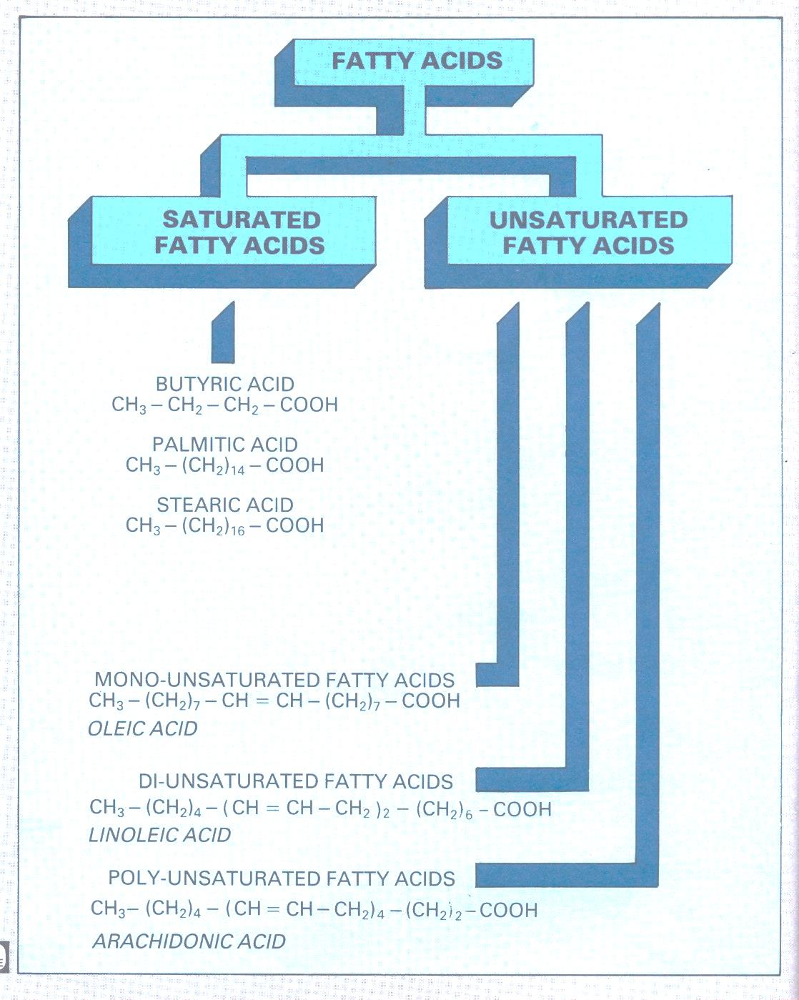 FATTY ACIDS
SATURATED
FATTY ACIDS
UNSATURATED
FATTY ACIDS
BUTYRIC ACID
CH₃ – CH₂ – CH₂ – COOH
PALMITIC ACID
CH₃ – (CH₂)₁₄ – COOH
STEARIC ACID
CH₃ – (CH₂)₁₆ – COOH
MONO-UNSATURATED FATTY ACIDS
CH₃ – (CH₂)₇ – CH = CH – (CH₂)₇ – COOH
OLEIC ACID
DI-UNSATURATED FATTY ACIDS
CH₃ – (CH₂)₄ – (CH = CH – CH₂)₂ – (CH₂)₆ – COOH
LINOLEIC ACID
POLY-UNSATURATED FATTY ACIDS
CH₃ – (CH₂)₄ – (CH = CH – CH₂)₄ – (CH₂)₂ – COOH
ARACHIDONIC ACID